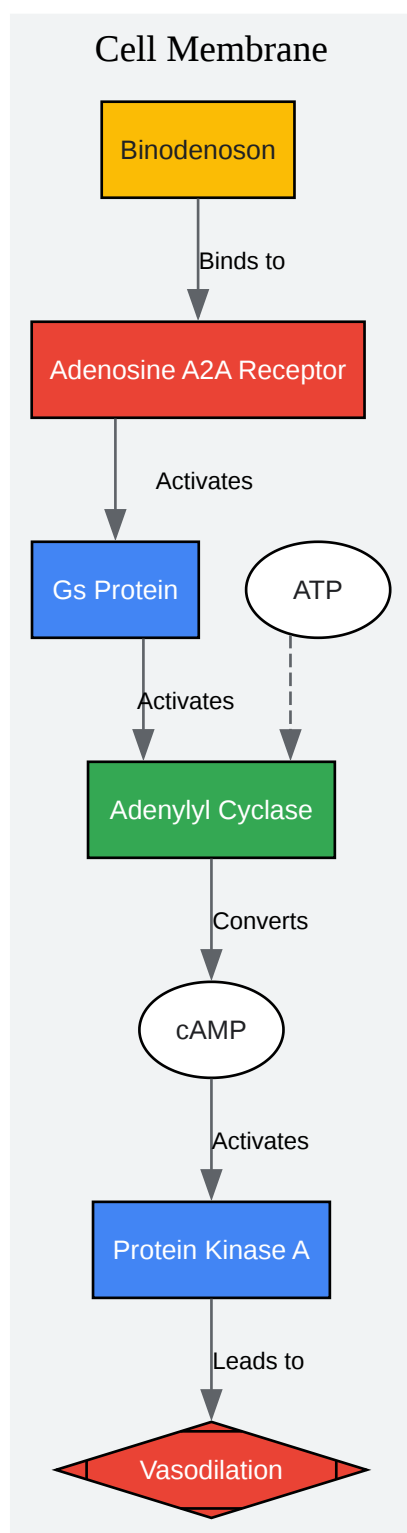 Cell Membrane
Binodenoson
Binds to
Adenosine A2A Receptor
Activates
Gs Protein
ATP
Activates
Adenylyl Cyclase
Converts
cAMP
Activates
Protein Kinase A
Leads to
Vasodilation